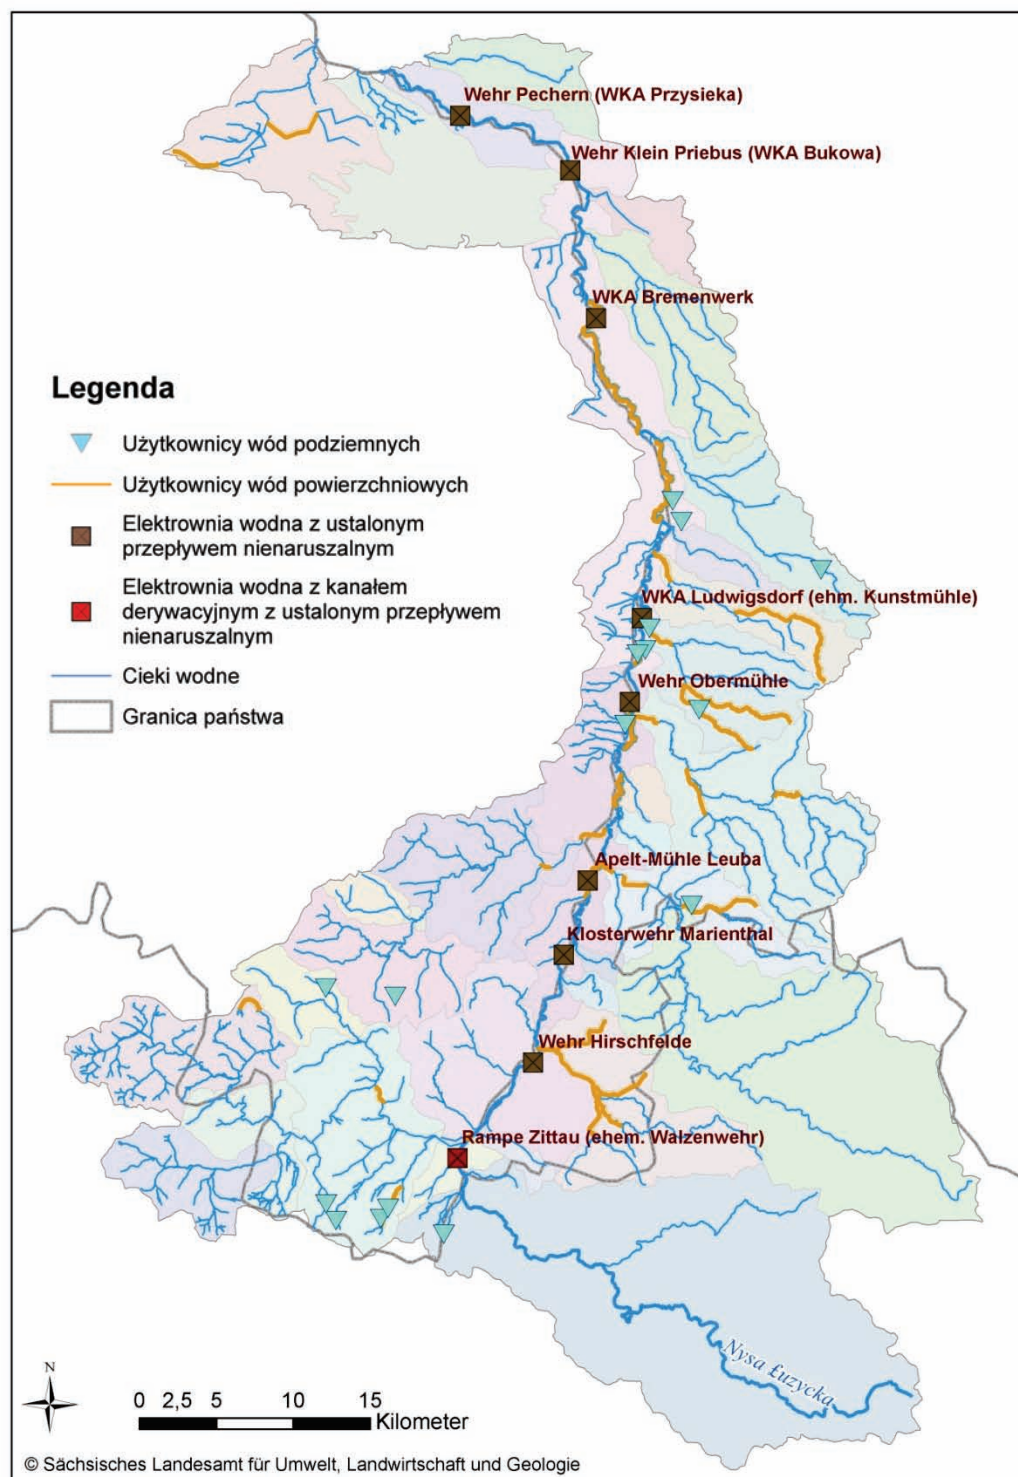 Wehr Pechern (WKA Przysieka)
Wehr Klein Priebus (WKA Bukowa)
WKA Bremenwerk
Legenda
Użytkownicy wód podziemnych
Użytkownicy wód powierzchniowych
Elektrownia wodna z ustalonym
przepływem nienaruszalnym
Elektrownia wodna z kanałem
derywacyjnym z ustalonym przepływem
nienaruszalnym
Cieki wodne
Granica państwa
WKA Ludwigsdorf (ehm. Kunstmühle)
Wehr Obermühle
Apelt-Mühle Leuba
Klosterwehr Marienthal
Wehr Hirschfelde
Rampe Zittau (ehem. Walzenwehr)
Nysa Łużycka
N
0 2,5 5 10 15
Kilometer
© Sächsisches Landesamt für Umwelt, Landwirtschaft und Geologie